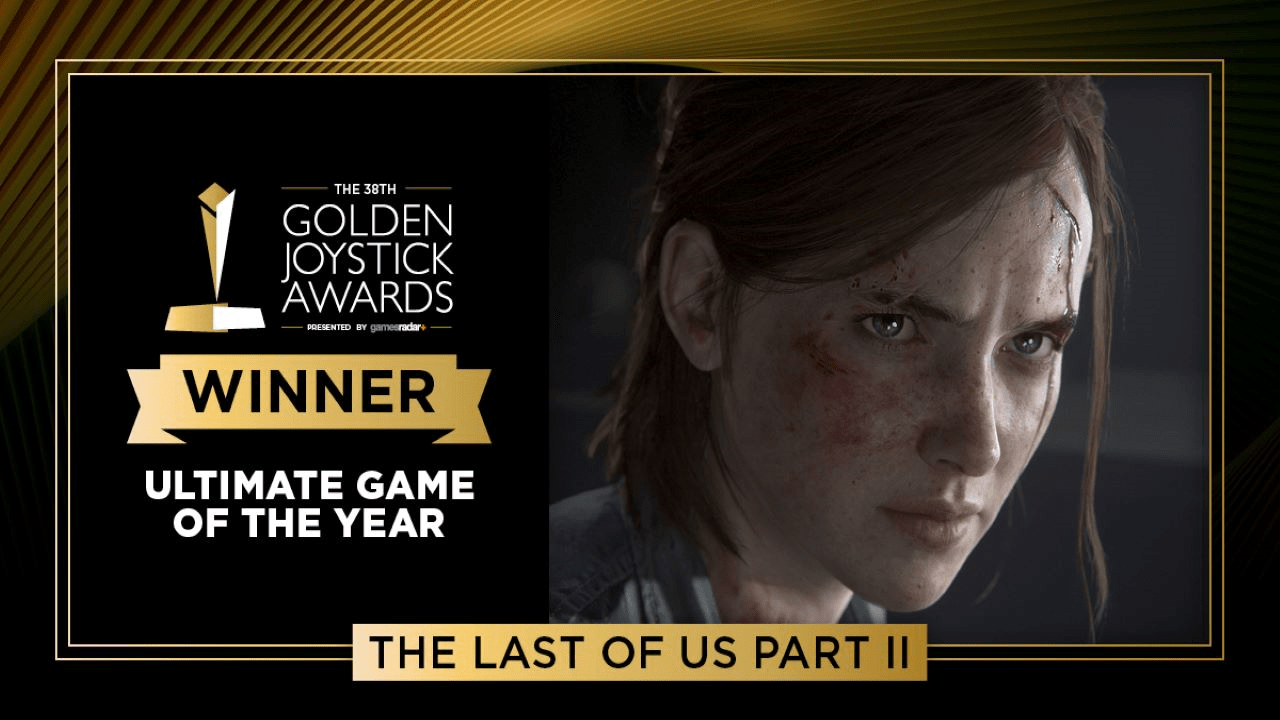 THE 38TH
GOLDEN
JOYSTICK
AWARDS
PRESENTED BY gamesradar+
WINNER
ULTIMATE GAME
OF THE YEAR
THE LAST OF US PART II